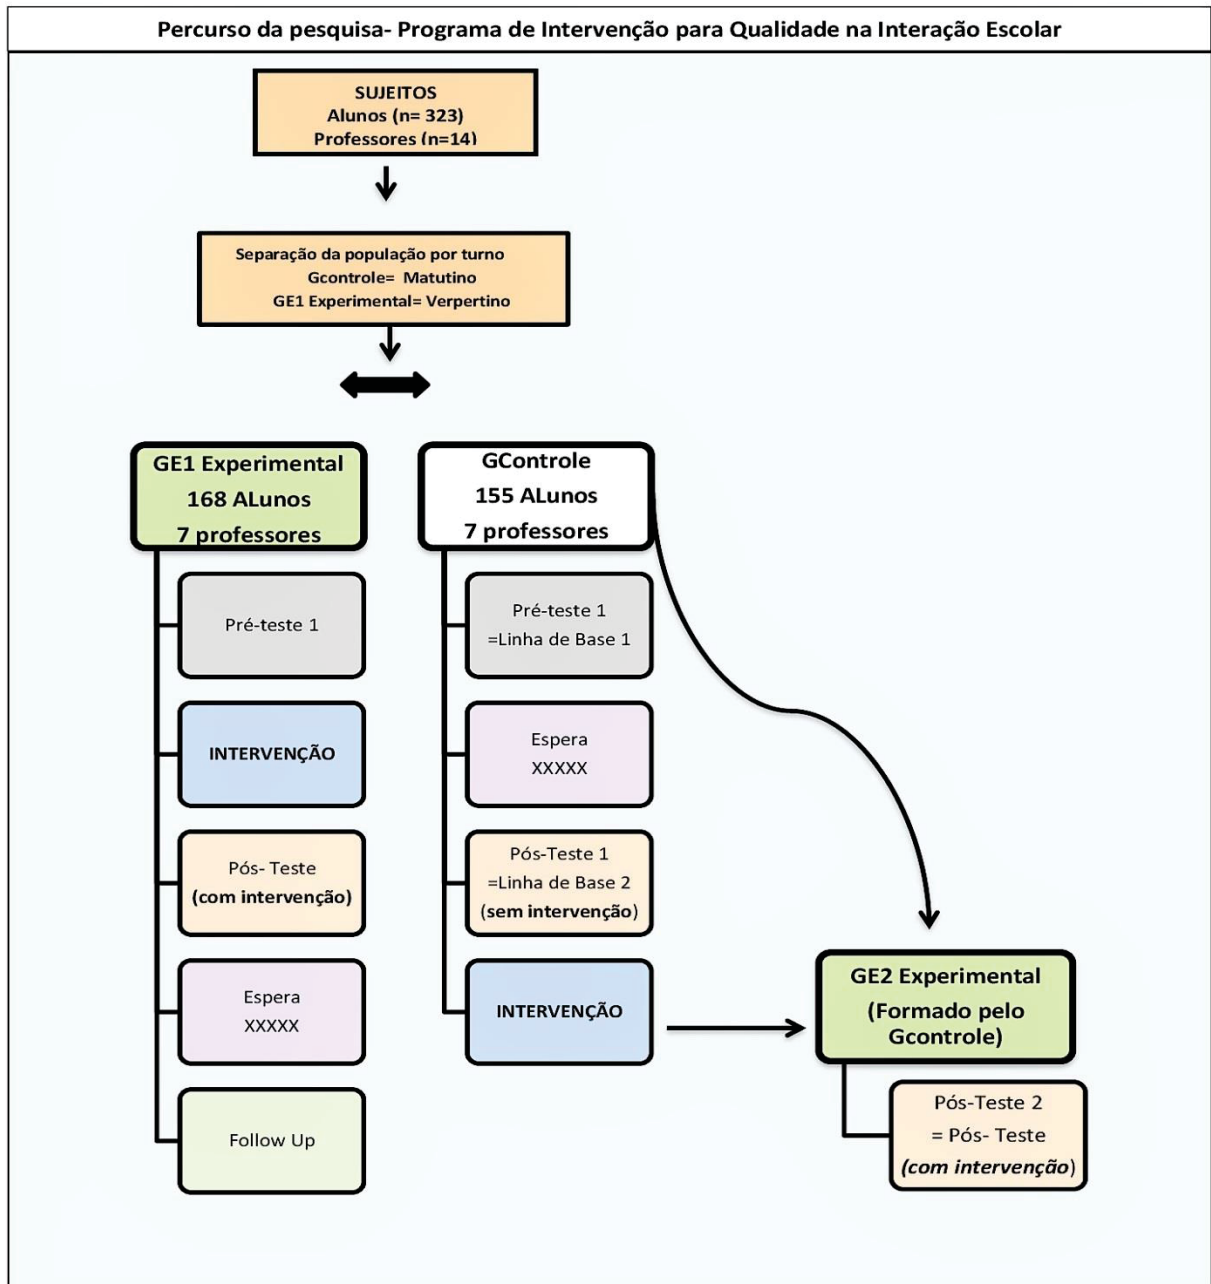 Percurso da pesquisa- Programa de Intervenção para Qualidade na Interação Escolar
SUJEITOS
Alunos (n= 323)
Professores (n=14)
Separação da população por turno
Gcontrole= Matutino
GE1 Experimental= Verpertino
GE1 Experimental
168 ALunos
7 professores
Pré-teste 1
INTERVENÇÃO
Pós- Teste
(com intervenção)
Espera
XXXXX
Follow Up
GControle
155 ALunos
7 professores
Pré-teste 1
=Linha de Base 1
Espera
XXXXX
Pós-Teste 1
=Linha de Base 2
(sem intervenção)
INTERVENÇÃO
GE2 Experimental
(Formado pelo
Gcontrole)
Pós-Teste 2
= Pós- Teste
(com intervenção)